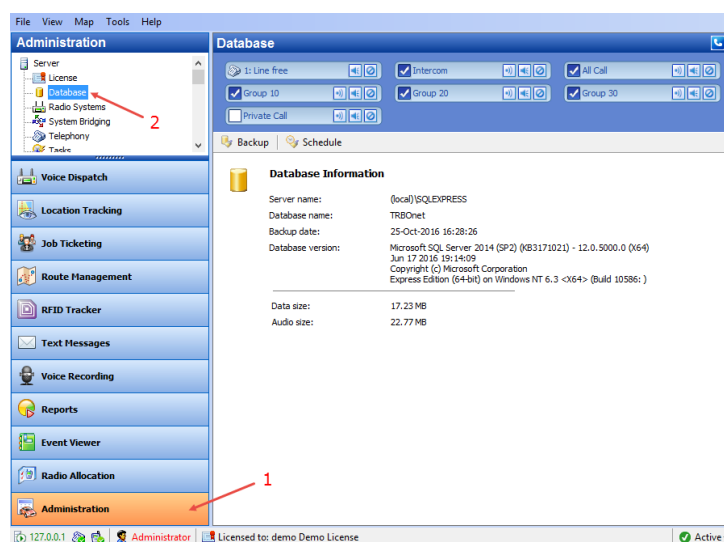 File View Map Tools Help
Administration
Server
License
Database
Radio Systems
System Bridging
Telephony
Tasks
2
Voice Dispatch
Location Tracking
Job Ticketing
Route Management
RFID Tracker
Text Messages
Voice Recording
Reports
Event Viewer
Radio Allocation
Administration
1
Database
1: Line free Intercom All Call
Group 10 Group 20 Group 30
Private Call
Backup Schedule
Database Information
Server name: (local)\SQLEXPRESS
Database name: TRBOnet
Backup date: 25-Oct-2016 16:28:26
Database version: Microsoft SQL Server 2014 (SP2) (KB3171021) - 12.0.5000.0 (X64)
Jun 17 2016 19:14:09
Copyright (c) Microsoft Corporation
Express Edition (64-bit) on Windows NT 6.3 <X64> (Build 10586: )
Data size: 17.23 MB
Audio size: 22.77 MB
127.0.0.1 Administrator Licensed to: demo Demo License Active